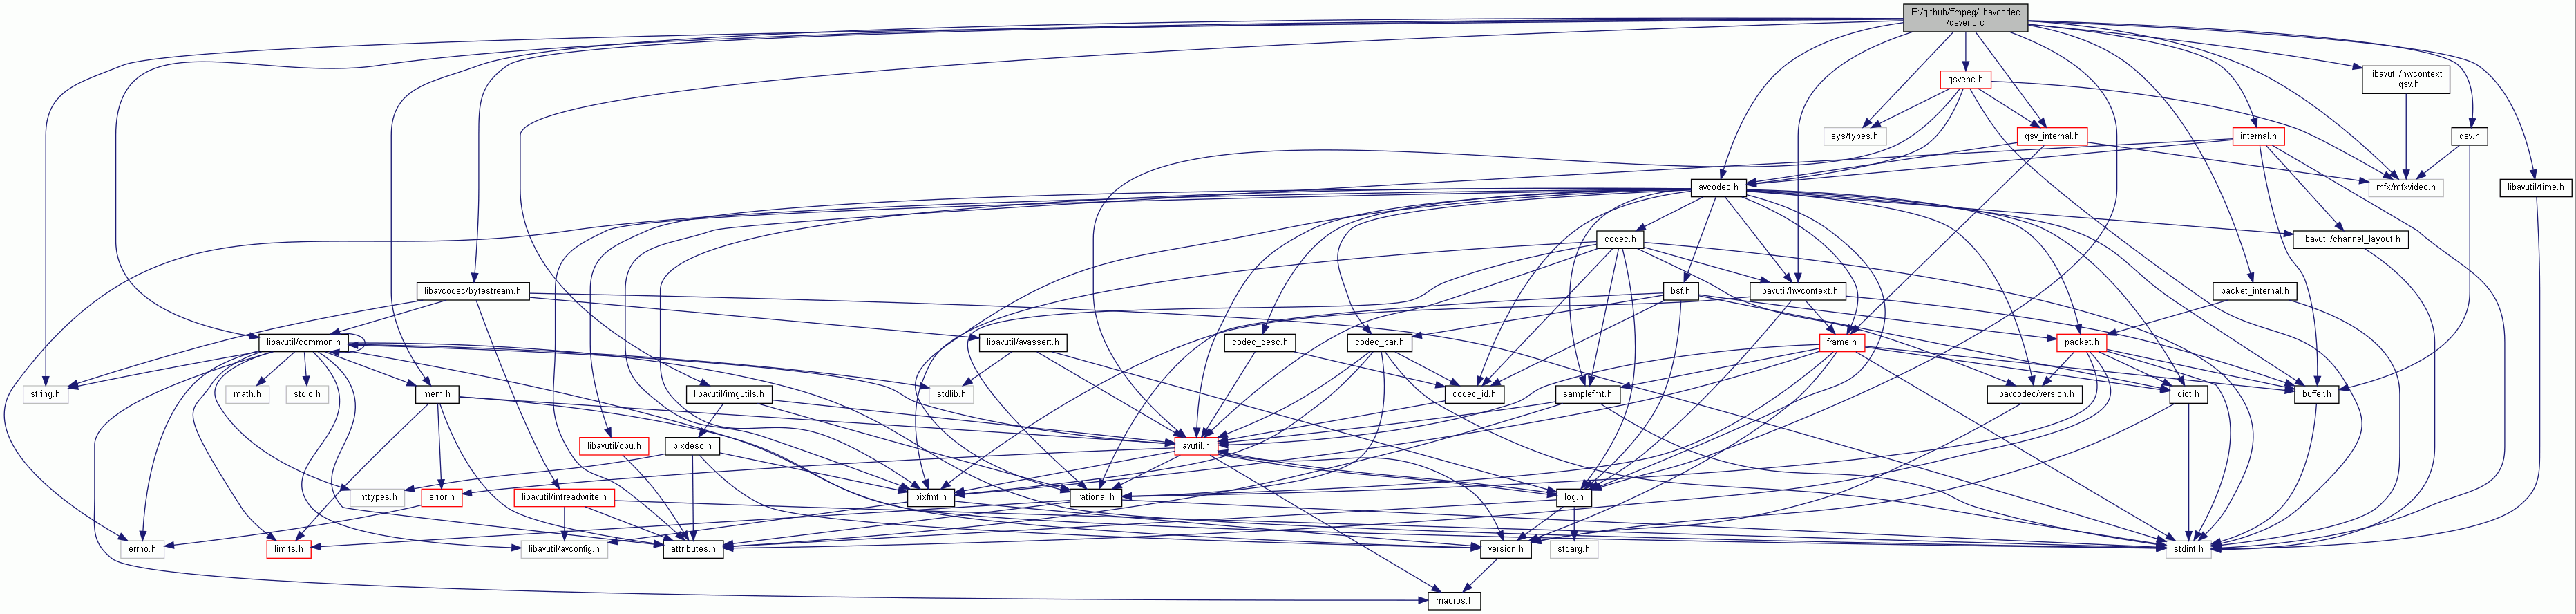 E:/github/ffmpeg/libavcodec
/qsvenc.c
qsvenc.h
libavutil/hwcontext
_qsv.h
sys/types.h
qsv_internal.h
internal.h
qsv.h
avcodec.h
mfx/mfxvideo.h
libavutil/time.h
codec.h
libavutil/channel_layout.h
libavcodec/bytestream.h
bsf.h
libavutil/hwcontext.h
packet_internal.h
libavutil/common.h
libavutil/avassert.h
codec_desc.h
codec_par.h
frame.h
packet.h
string.h
math.h
stdio.h
mem.h
libavutil/imgutils.h
stdlib.h
codec_id.h
samplefmt.h
libavcodec/version.h
dict.h
buffer.h
libavutil/cpu.h
pixdesc.h
avutil.h
inttypes.h
error.h
libavutil/intreadwrite.h
pixfmt.h
rational.h
log.h
errno.h
limits.h
libavutil/avconfig.h
attributes.h
version.h
stdarg.h
stdint.h
macros.h